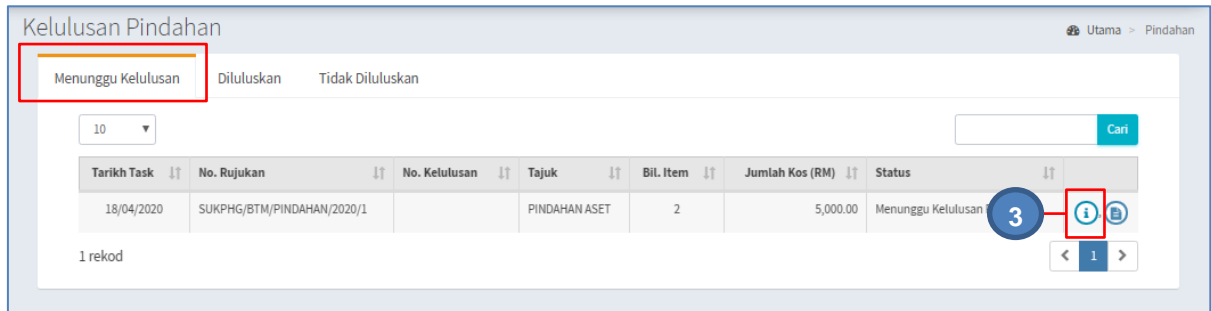 Kelulusan Pindahan
Utama > Pindahan
Menunggu Kelulusan Diluluskan Tidak Diluluskan
10
Cari
Tarikh Task No. Rujukan No. Kelulusan Tajuk Bil. Item Jumlah Kos (RM) Status
18/04/2020 SUKPHG/BTM/PINDAHAN/2020/1 PINDAHAN ASET 2 5,000.00 Menunggu Kelulusan
3
1 rekod
< 1 >